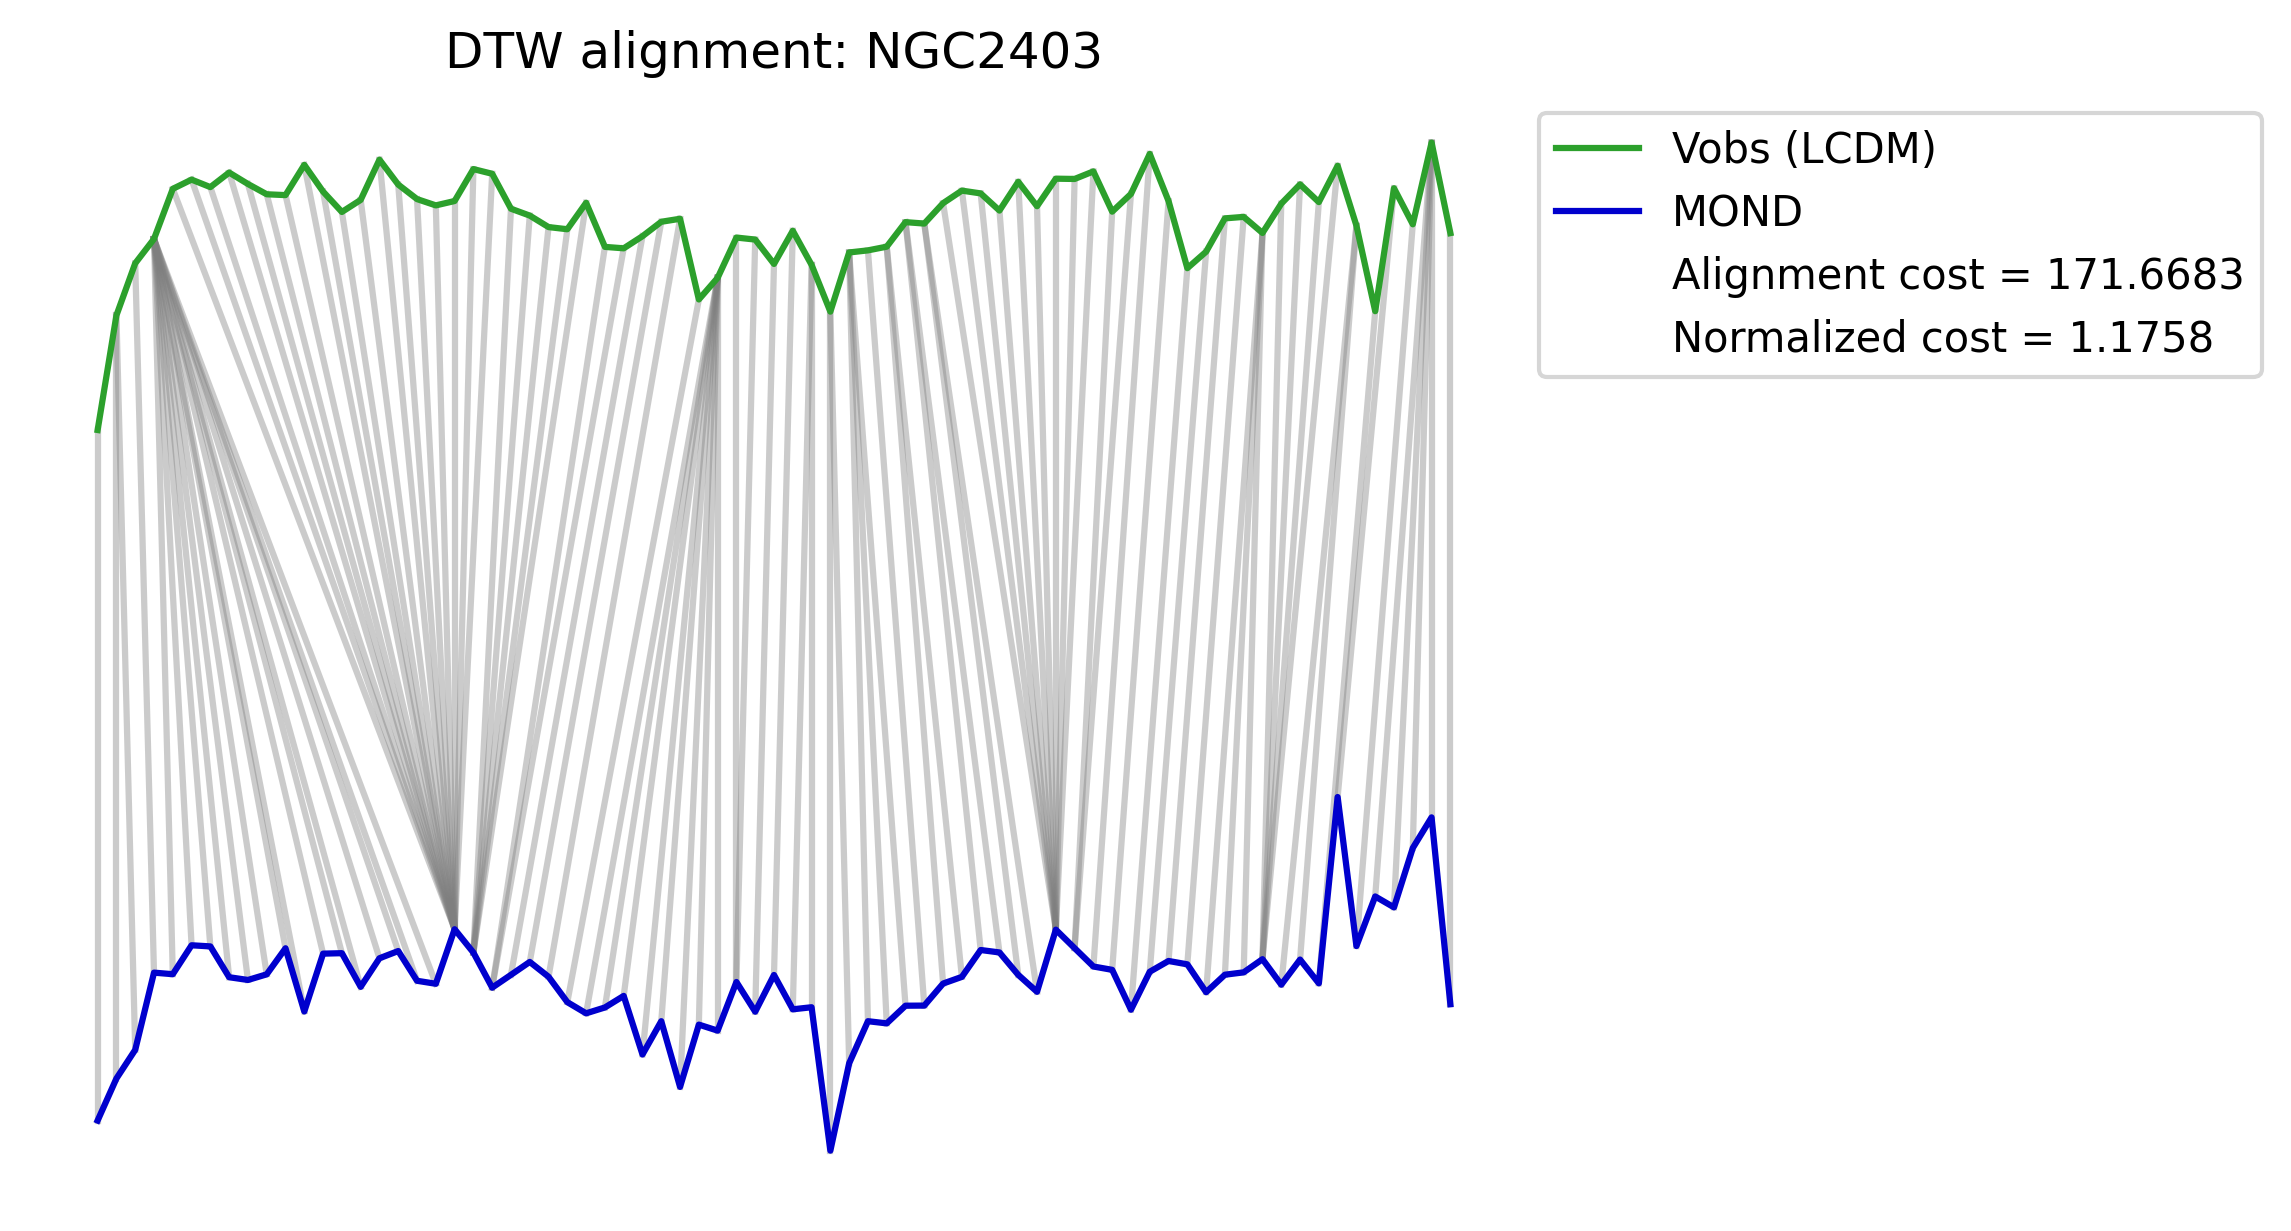 DTW alignment: NGC2403
Vobs (LCDM)
MOND
Alignment cost = 171.6683
Normalized cost = 1.1758